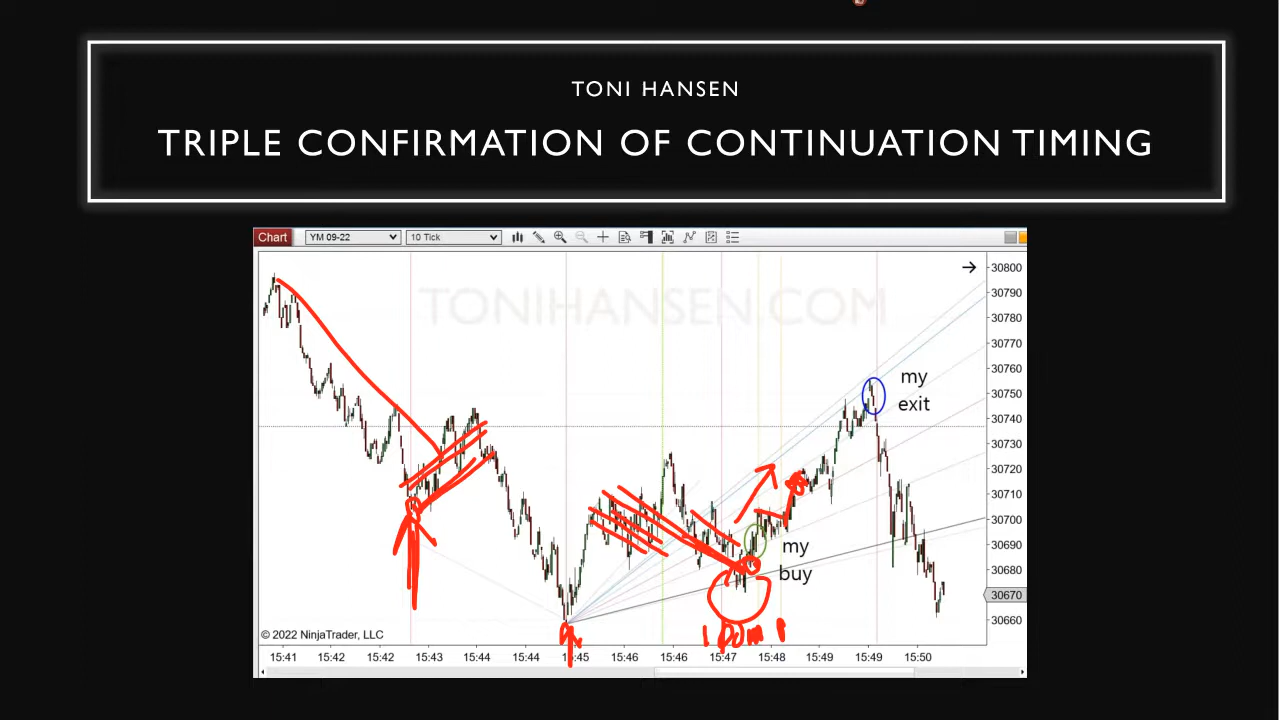 TONI HANSEN
TRIPLE CONFIRMATION OF CONTINUATION TIMING
Chart YM 09-22 10 Tick
TONIHANSEN.COM
30800
30790
30780
30770
30760
30750
30740
30730
30720
30710
30700
30690
30680
30670
30660
my
exit
my
buy
© 2022 NinjaTrader, LLC
15:41 15:42 15:42 15:43 15:44 15:44 15:45 15:46 15:46 15:47 15:48 15:49 15:49 15:50